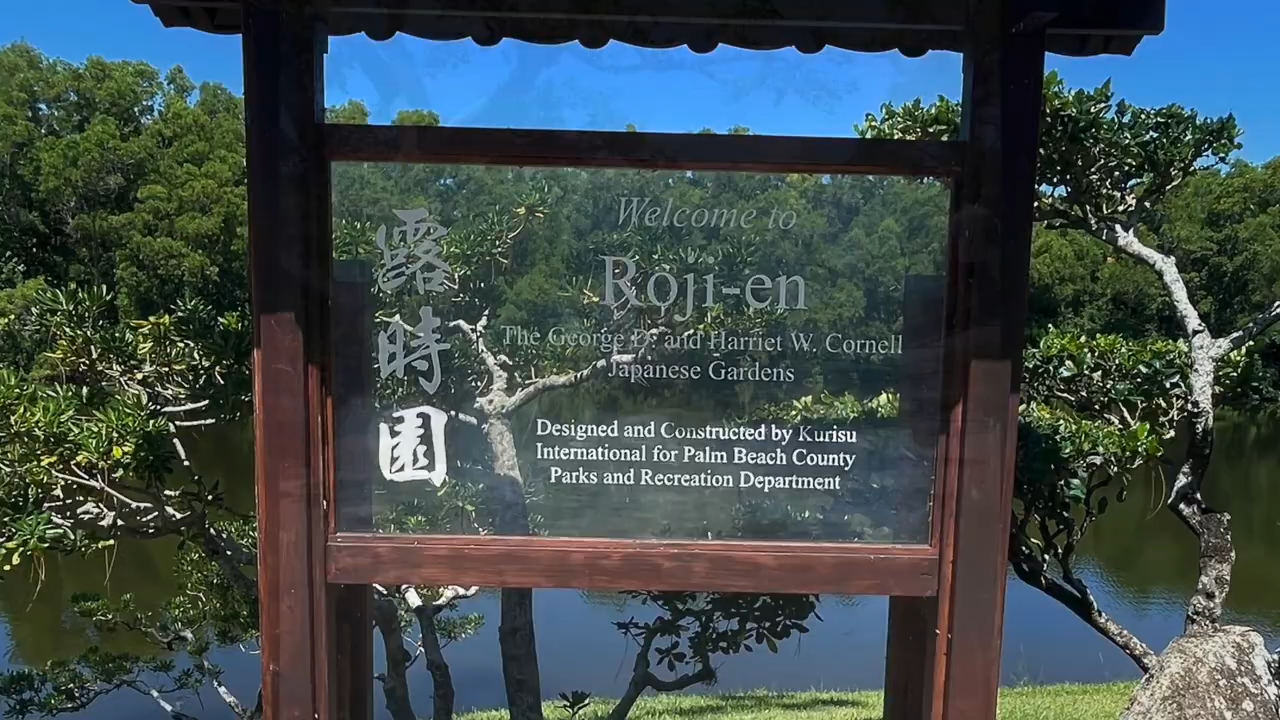 露時園
Welcome to
Roji-en
The George D. and Harriet W. Cornell
Japanese Gardens
Designed and Constructed by Kurisu
International for Palm Beach County
Parks and Recreation Department